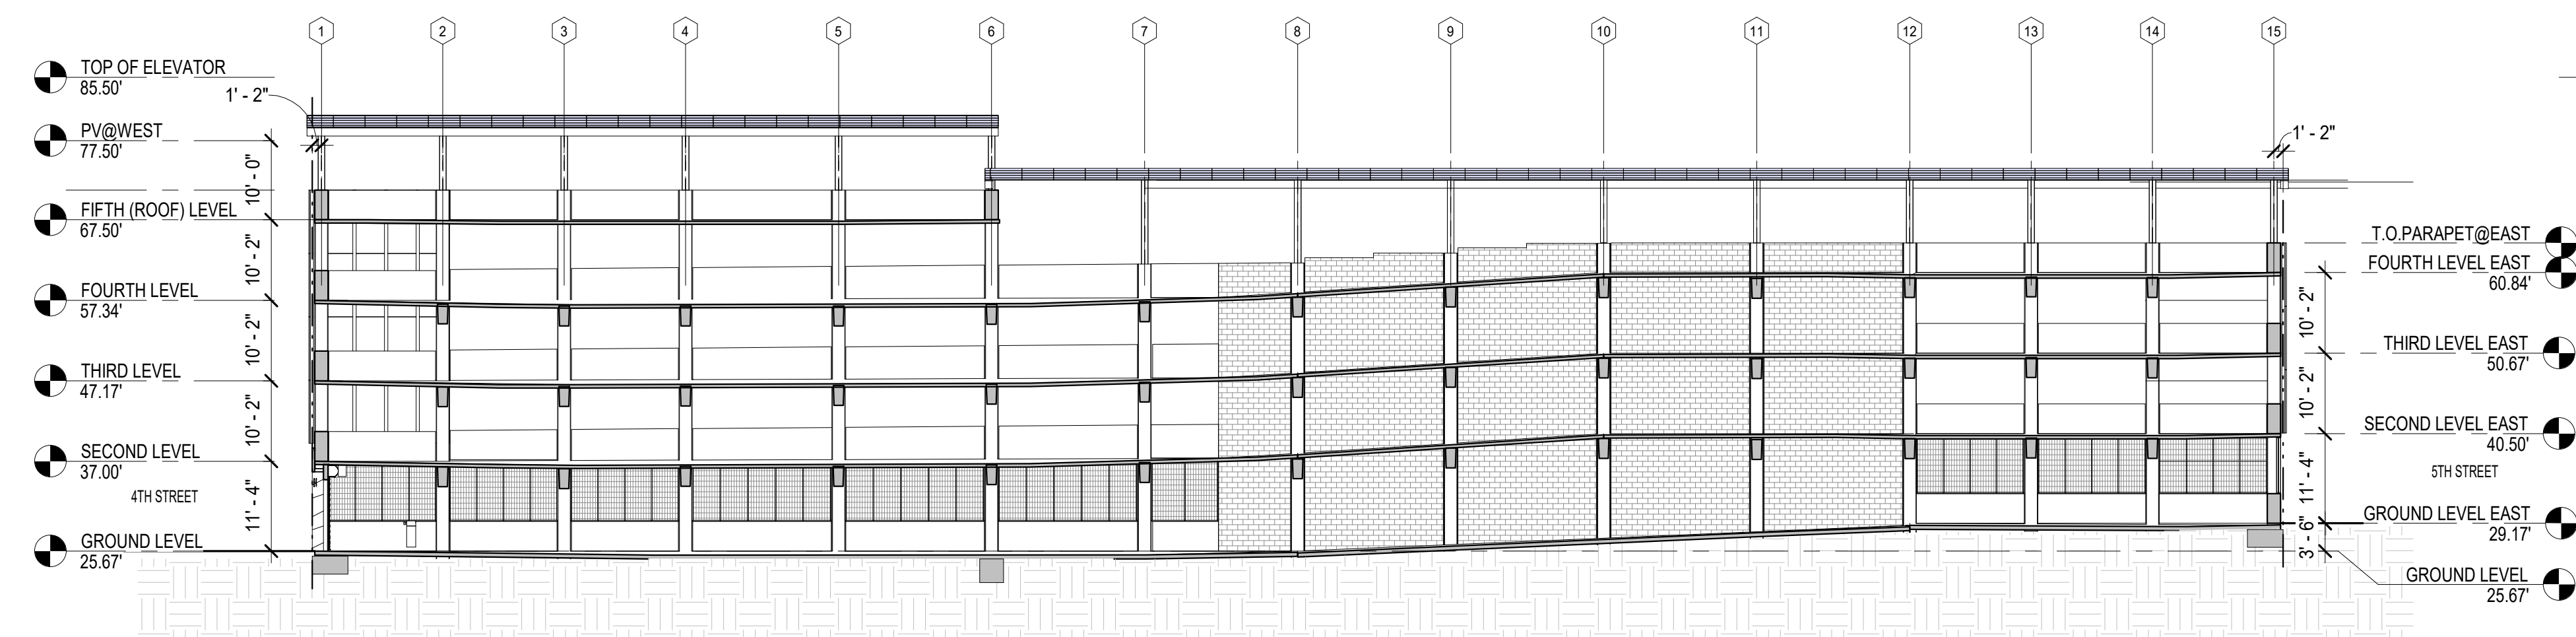 1 2 3 4 5 6 7 8 9 10 11 12 13 14 15
TOP OF ELEVATOR
85.50'
1' - 2"
PV@WEST
77.50'
10' - 0"
FIFTH (ROOF) LEVEL
67.50'
10' - 2"
FOURTH LEVEL
57.34'
10' - 2"
THIRD LEVEL
47.17'
10' - 2"
SECOND LEVEL
37.00'
4TH STREET
11' - 4"
GROUND LEVEL
25.67'
1' - 2"
T.O.PARAPET@EAST
FOURTH LEVEL EAST
60.84'
10' - 2"
THIRD LEVEL EAST
50.67'
10' - 2"
SECOND LEVEL EAST
40.50'
5TH STREET
11' - 4"
GROUND LEVEL EAST
29.17'
3' - 6"
GROUND LEVEL
25.67'